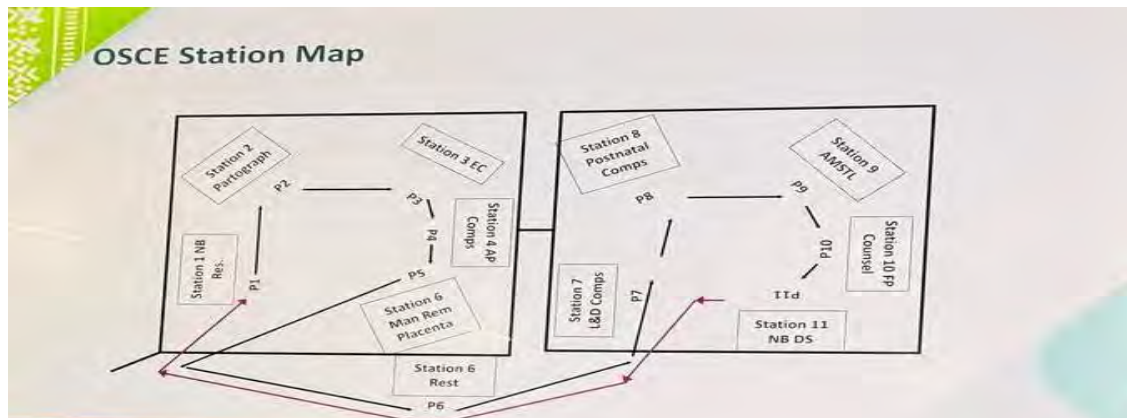 OSCE Station Map
Station 2
Partograph
P2
Station 3 EC
P3
Station 1 NB
Res.
P1
P4
Station 4 AP
Comps
P5
Station 6
Man Rem
Placenta
Station 6
Rest
P6
Station 8
Postnatal
Comps
P8
Station 9
AMSTL
P9
Station 7
L&D Comps
P7
P10
Station 10 FP
Counsel
P11
Station 11
NB DS